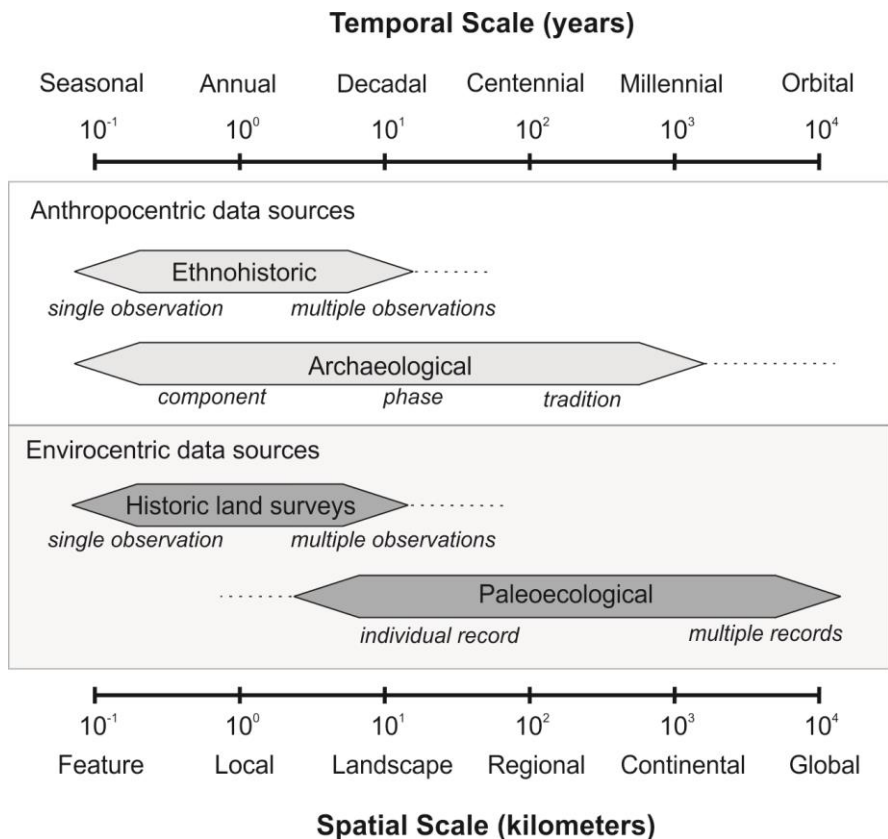 Temporal Scale (years)
Seasonal Annual Decadal Centennial Millennial Orbital
10⁻¹ 10⁰ 10¹ 10² 10³ 10⁴
Anthropocentric data sources
Ethnohistoric
single observation multiple observations
Archaeological
component phase tradition
Envirocentric data sources
Historic land surveys
single observation multiple observations
Paleoecological
individual record multiple records
10⁻¹ 10⁰ 10¹ 10² 10³ 10⁴
Feature Local Landscape Regional Continental Global
Spatial Scale (kilometers)